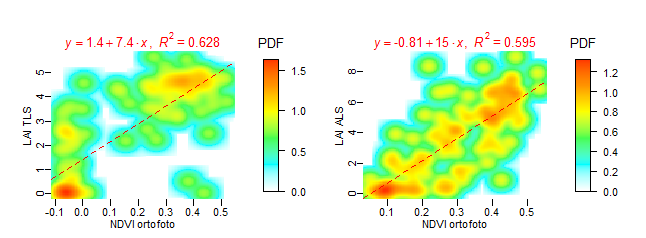 y = 1.4 + 7.4 · x, R² = 0.628
PDF
LAI TLS
5
4
3
2
1
0
-0.1 0.0 0.1 0.2 0.3 0.4 0.5
NDVI ortofoto
1.5
1.0
0.5
0.0
y = -0.81 + 15 · x, R² = 0.595
PDF
LAI ALS
8
6
4
2
0
0.1 0.2 0.3 0.4 0.5
NDVI ortofoto
1.2
1.0
0.8
0.6
0.4
0.2
0.0